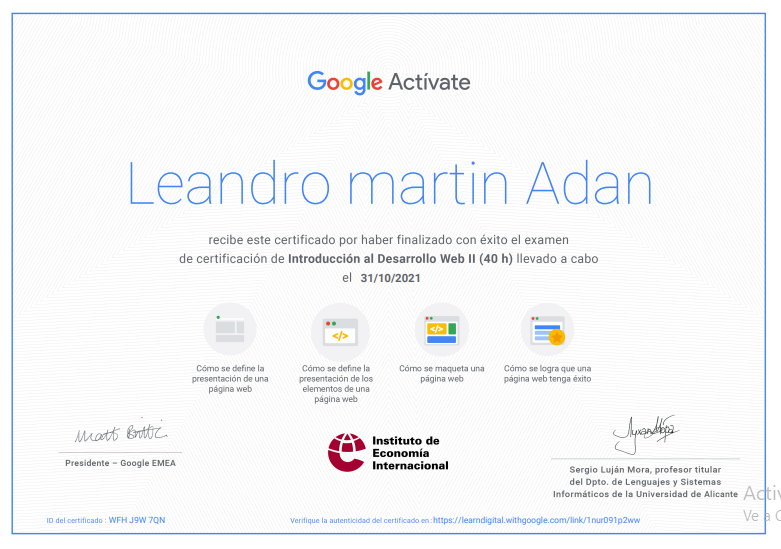 Google Actívate
Leandro martin Adan
recibe este certificado por haber finalizado con éxito el examen
de certificación de Introducción al Desarrollo Web II (40 h) llevado a cabo
el 31/10/2021
</>
Cómo se define la
presentación de una
página web
Cómo se define la
presentación de los
elementos de una
página web
Cómo se maqueta una
página web
Cómo se logra que una
página web tenga éxito
Matt Brittin
Presidente – Google EMEA
Instituto de
Economía
Internacional
Sergio Luján Mora, profesor titular
del Dpto. de Lenguajes y Sistemas
Informáticos de la Universidad de Alicante
ID del certificado : WFH J9W 7QN
Verifique la autenticidad del certificado en: https://learndigital.withgoogle.com/link/1nur091p2ww
Activ
Ve a C